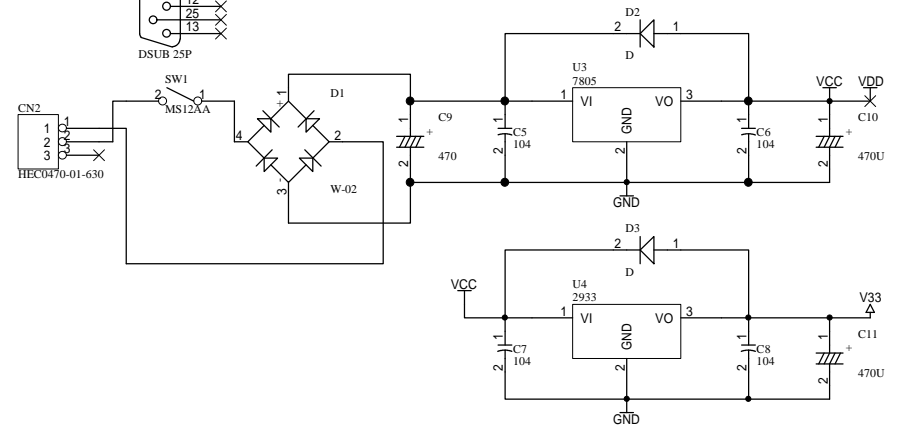 12
25
13
DSUB 25P
SW1
2 1
MS12AA
CN2
1 1
2 2
3 3
HEC0470-01-630
D1
1
+
4 2
-
3
W-02
C9
1
+
470
2
D2
2 1
D
U3
7805
1 VI VO 3
GND
2
GND
C5
1
104
2
C6
1
104
2
VCC VDD
C10
1
+
470U
2
D3
2 1
D
U4
2933
VCC
1 VI VO 3
GND
2
GND
C7
1
104
2
C8
1
104
2
V33
C11
1
+
470U
2